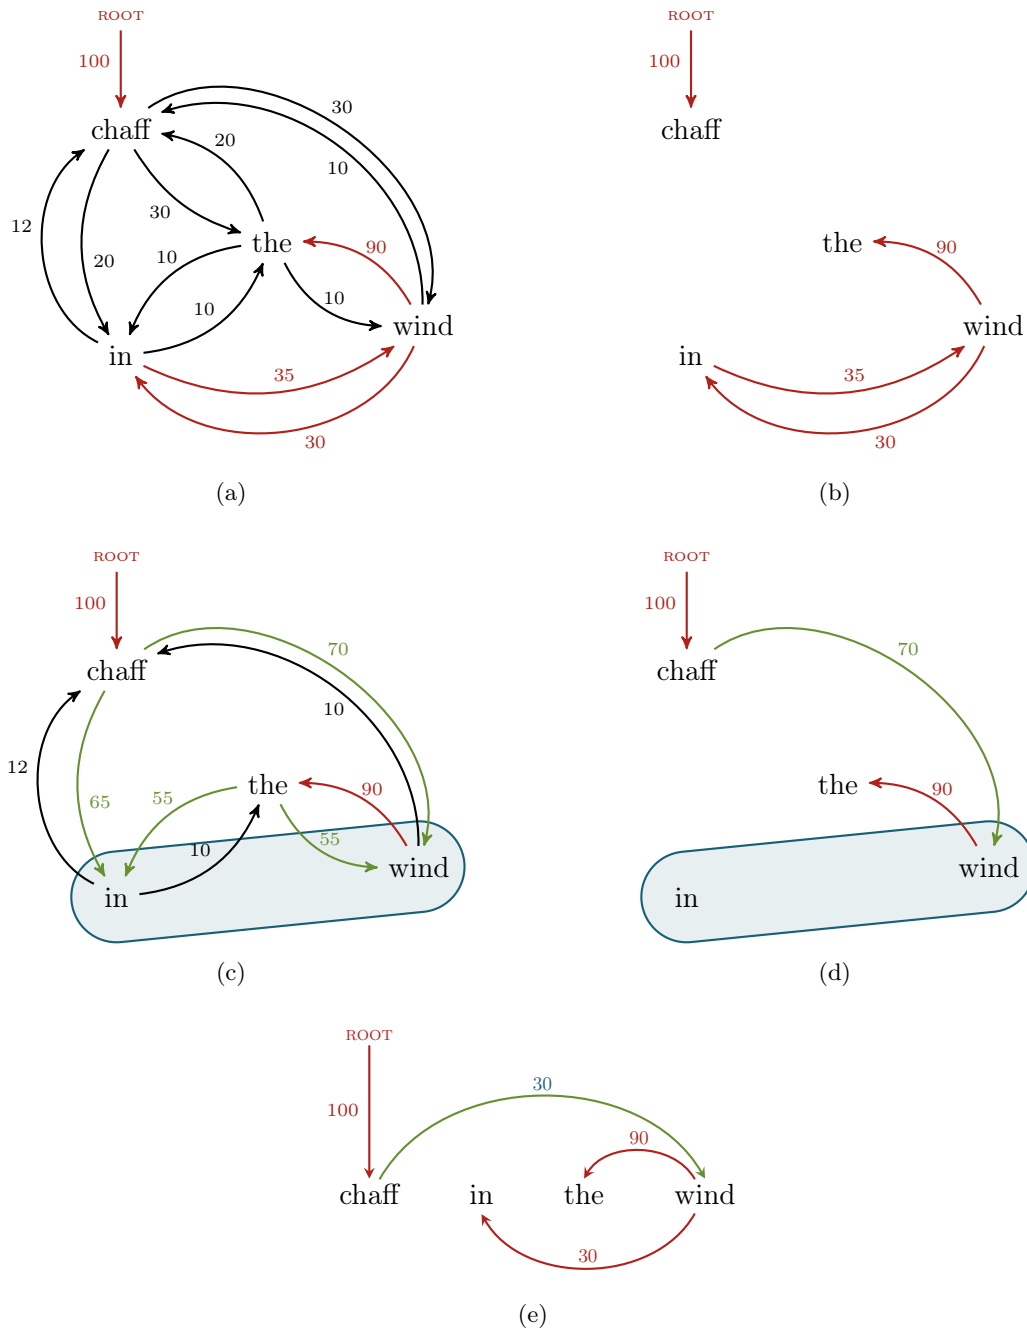 ROOT
ROOT
100
100
chaff
chaff
30
20
10
12
30
the
the
90
90
10
20
10
10
wind
wind
in
in
35
35
30
30
(a)
(b)
ROOT
ROOT
100
100
70
70
chaff
chaff
10
12
the
the
90
90
55
65
55
10
wind
wind
in
in
(c)
(d)
ROOT
30
100
90
chaff in the wind
30
(e)